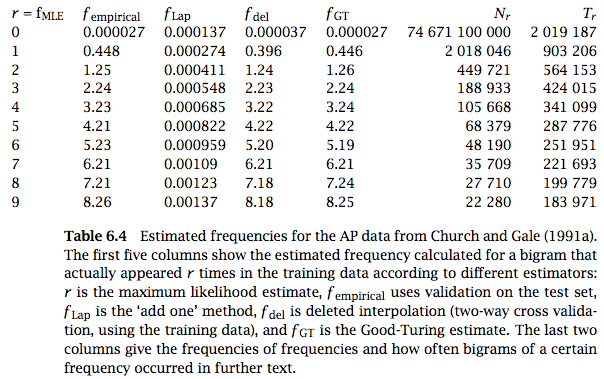 r = fMLE f empirical f Lap f del f GT Nr Tr
0 0.000027 0.000137 0.000037 0.000027 74 671 100 000 2 019 187
1 0.448 0.000274 0.396 0.446 2 018 046 903 206
2 1.25 0.000411 1.24 1.26 449 721 564 153
3 2.24 0.000548 2.23 2.24 188 933 424 015
4 3.23 0.000685 3.22 3.24 105 668 341 099
5 4.21 0.000822 4.22 4.22 68 379 287 776
6 5.23 0.000959 5.20 5.19 48 190 251 951
7 6.21 0.00109 6.21 6.21 35 709 221 693
8 7.21 0.00123 7.18 7.24 27 710 199 779
9 8.26 0.00137 8.18 8.25 22 280 183 971
Table 6.4 Estimated frequencies for the AP data from Church and Gale (1991a).
The first five columns show the estimated frequency calculated for a bigram that
actually appeared r times in the training data according to different estimators:
r is the maximum likelihood estimate, f empirical uses validation on the test set,
f Lap is the ‘add one’ method, f del is deleted interpolation (two-way cross valida-
tion, using the training data), and f GT is the Good-Turing estimate. The last two
columns give the frequencies of frequencies and how often bigrams of a certain
frequency occurred in further text.